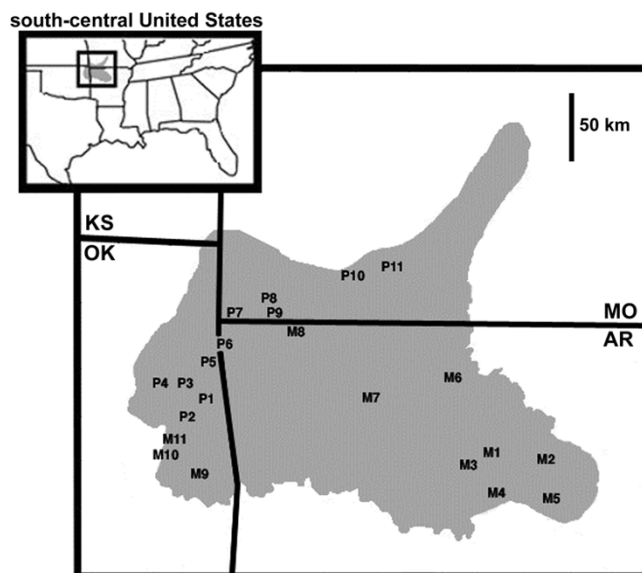 south-central United States
50 km
KS
OK
P11
P10
P8
P7 P9
MO
M8
AR
P6
P5
M6
P4 P3
P1
M7
P2
M11
M1
M10
M2
M3
M9
M4
M5